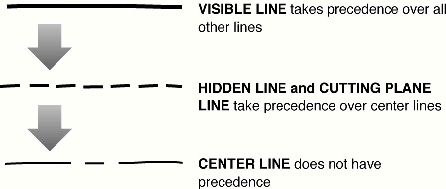 VISIBLE LINE takes precedence over all
other lines
HIDDEN LINE and CUTTING PLANE
LINE take precedence over center lines
CENTER LINE does not have
precedence